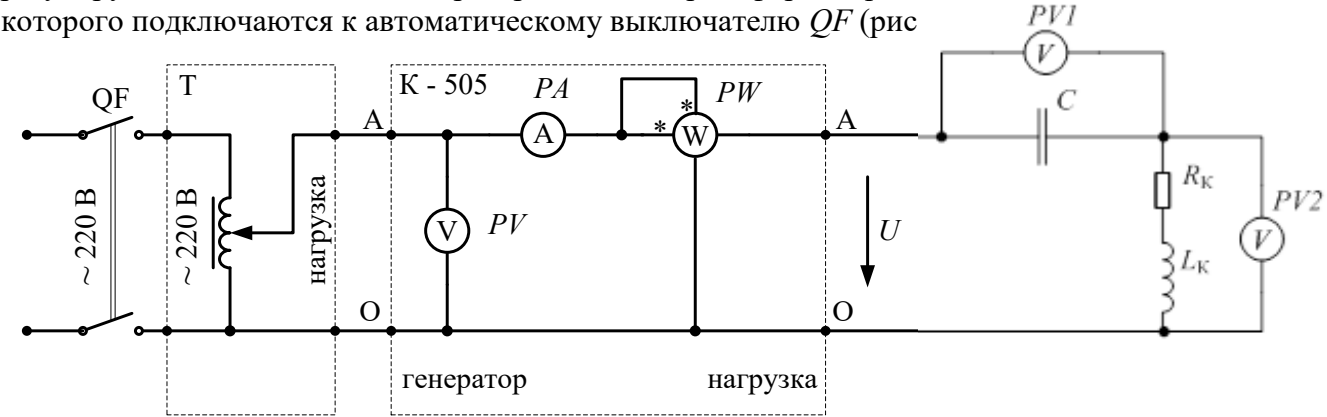 которого подключаются к автоматическому выключателю QF (рис
PV1
V
QF
Т
К - 505
PA
PW
C
А
A
*
*
W
А
~ 220 В
~ 220 В
нагрузка
V
PV
U
Rк
Lк
PV2
V
О
О
генератор
нагрузка